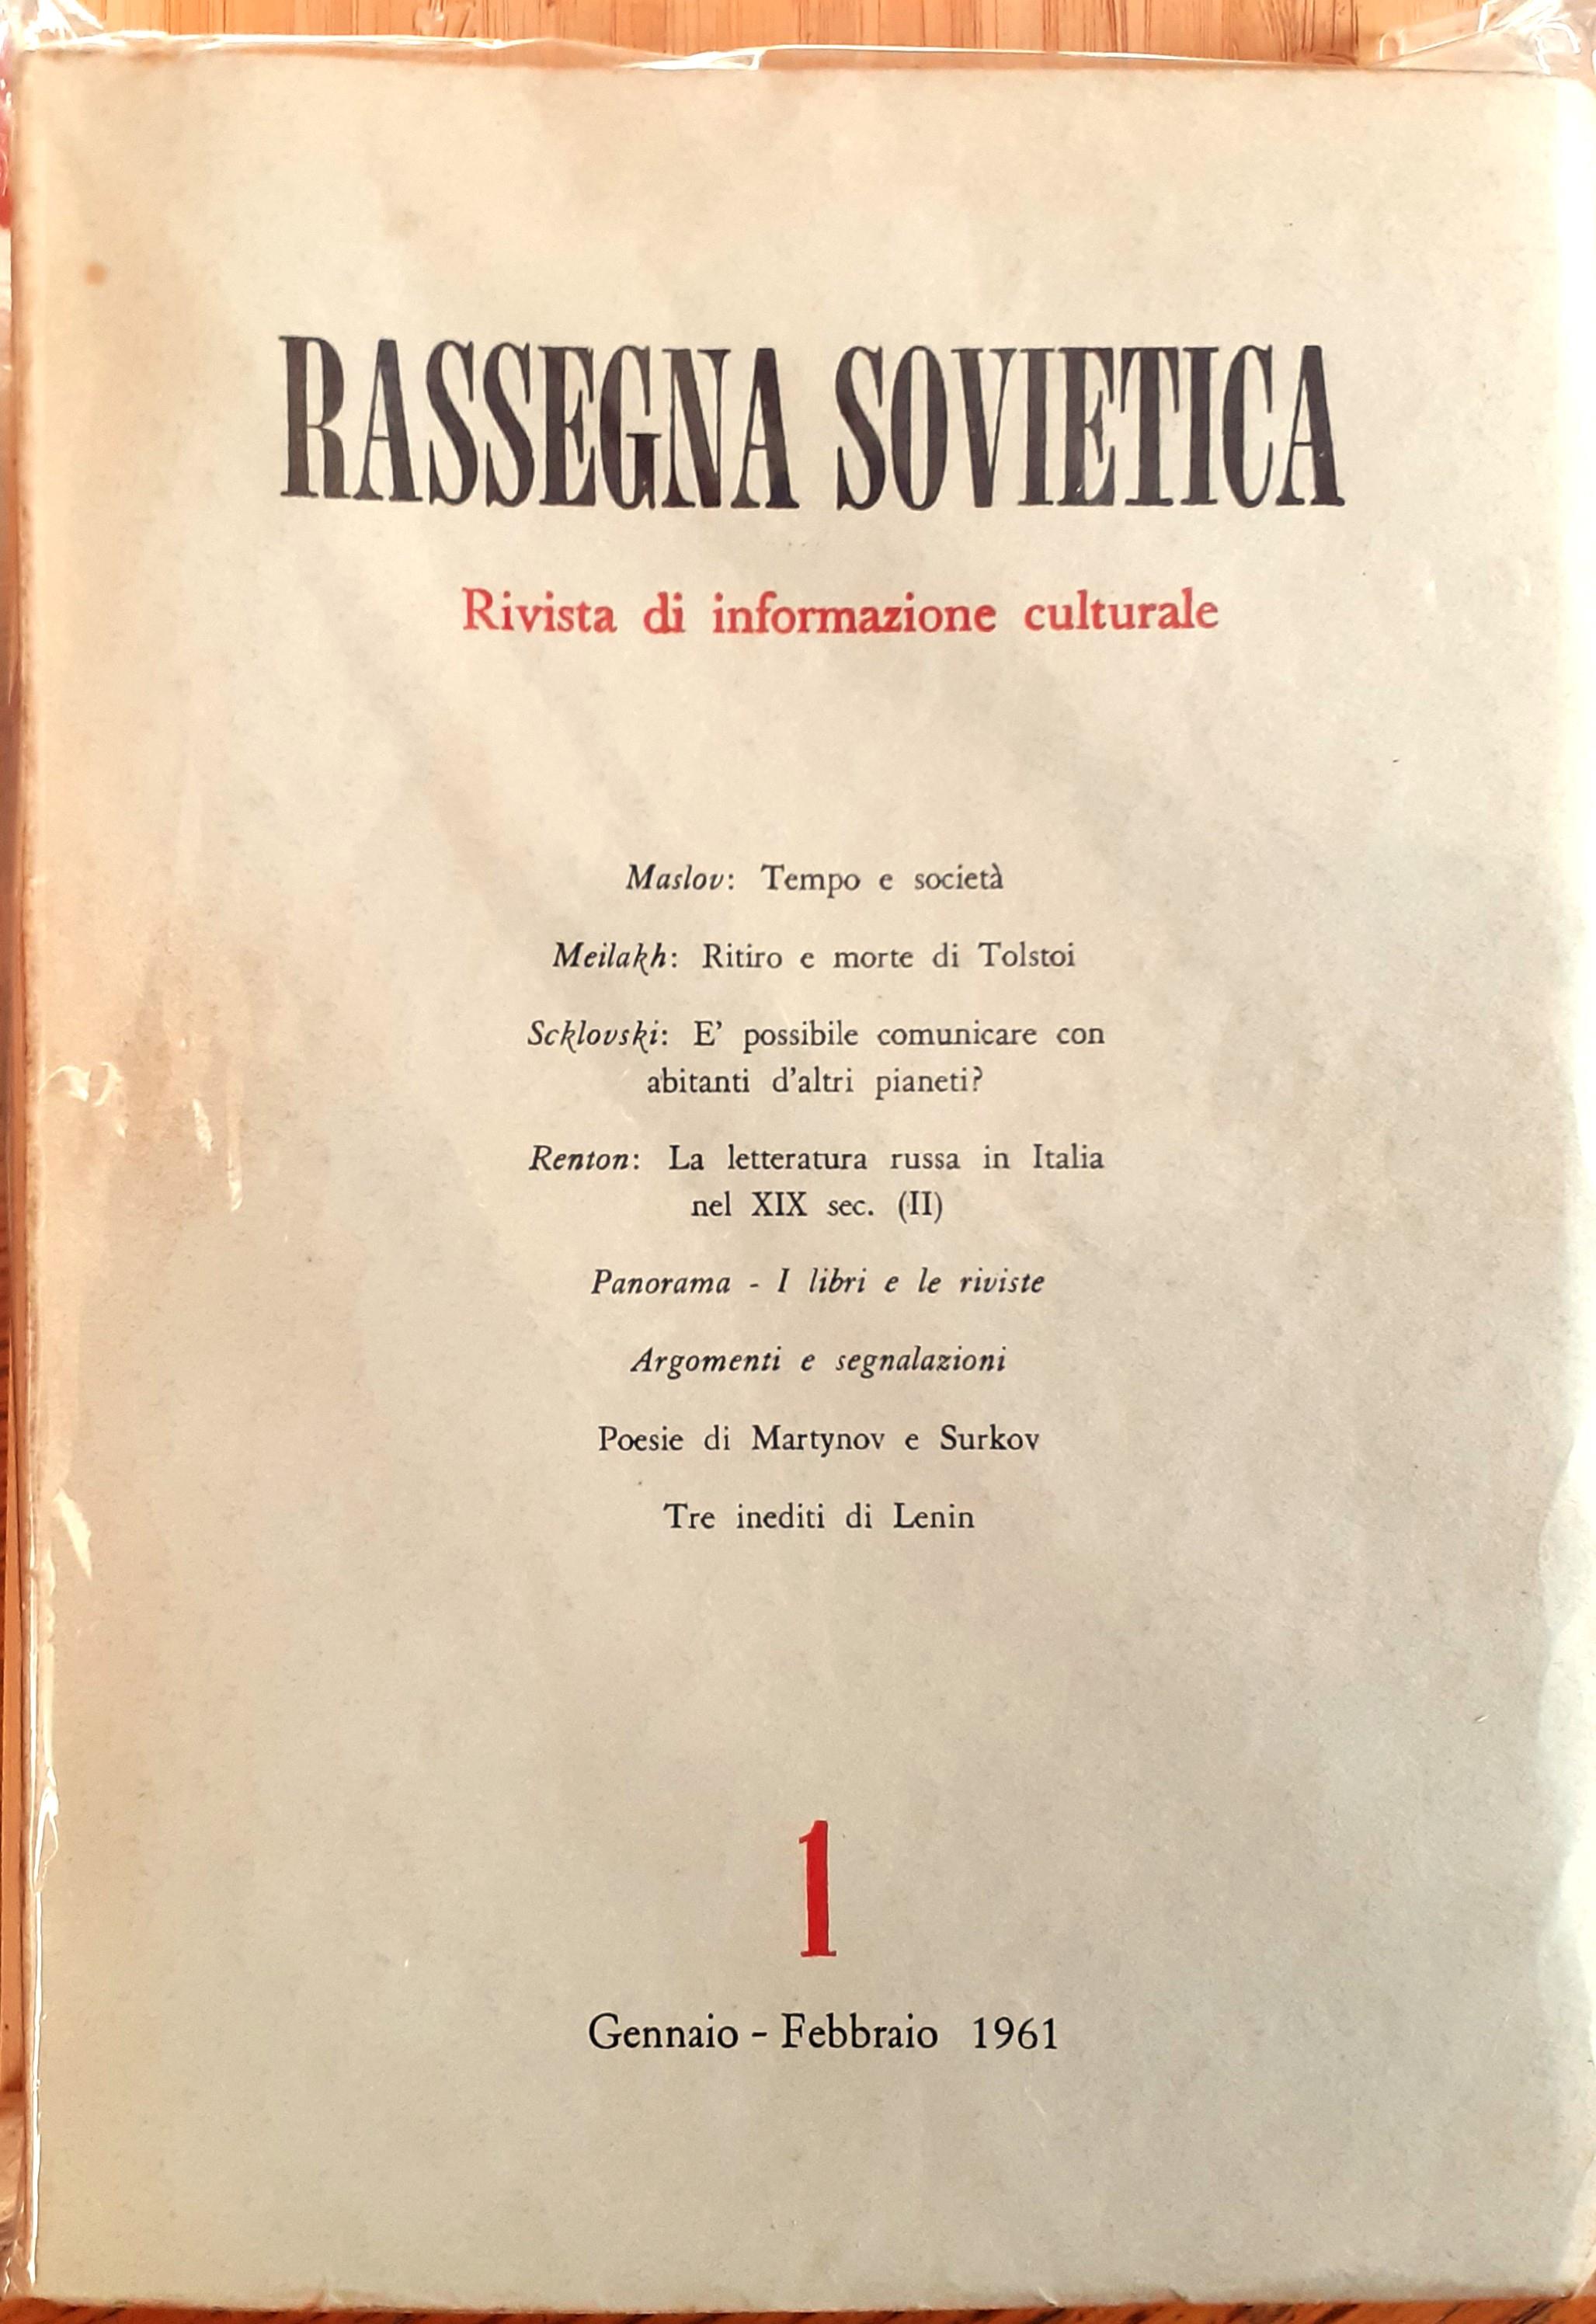 RASSEGNA SOVIETICA
Rivista di informazione culturale
Maslov: Tempo e società
Meilakh: Ritiro e morte di Tolstoi
Scklovski: E' possibile comunicare con
abitanti d'altri pianeti?
Renton: La letteratura russa in Italia
nel XIX sec. (II)
Panorama - I libri e le riviste
Argomenti e segnalazioni
Poesie di Martynov e Surkov
Tre inediti di Lenin
1
Gennaio - Febbraio 1961